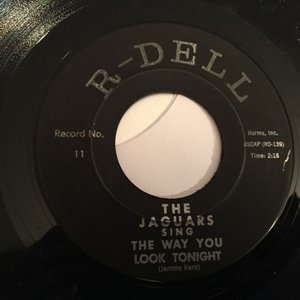 R-DELL
Record No.
11
Harms, Inc.
ASCAP (RD-139)
Time: 2:18
THE
JAGUARS
SING
THE WAY YOU
LOOK TONIGHT
(Jerome Kern)